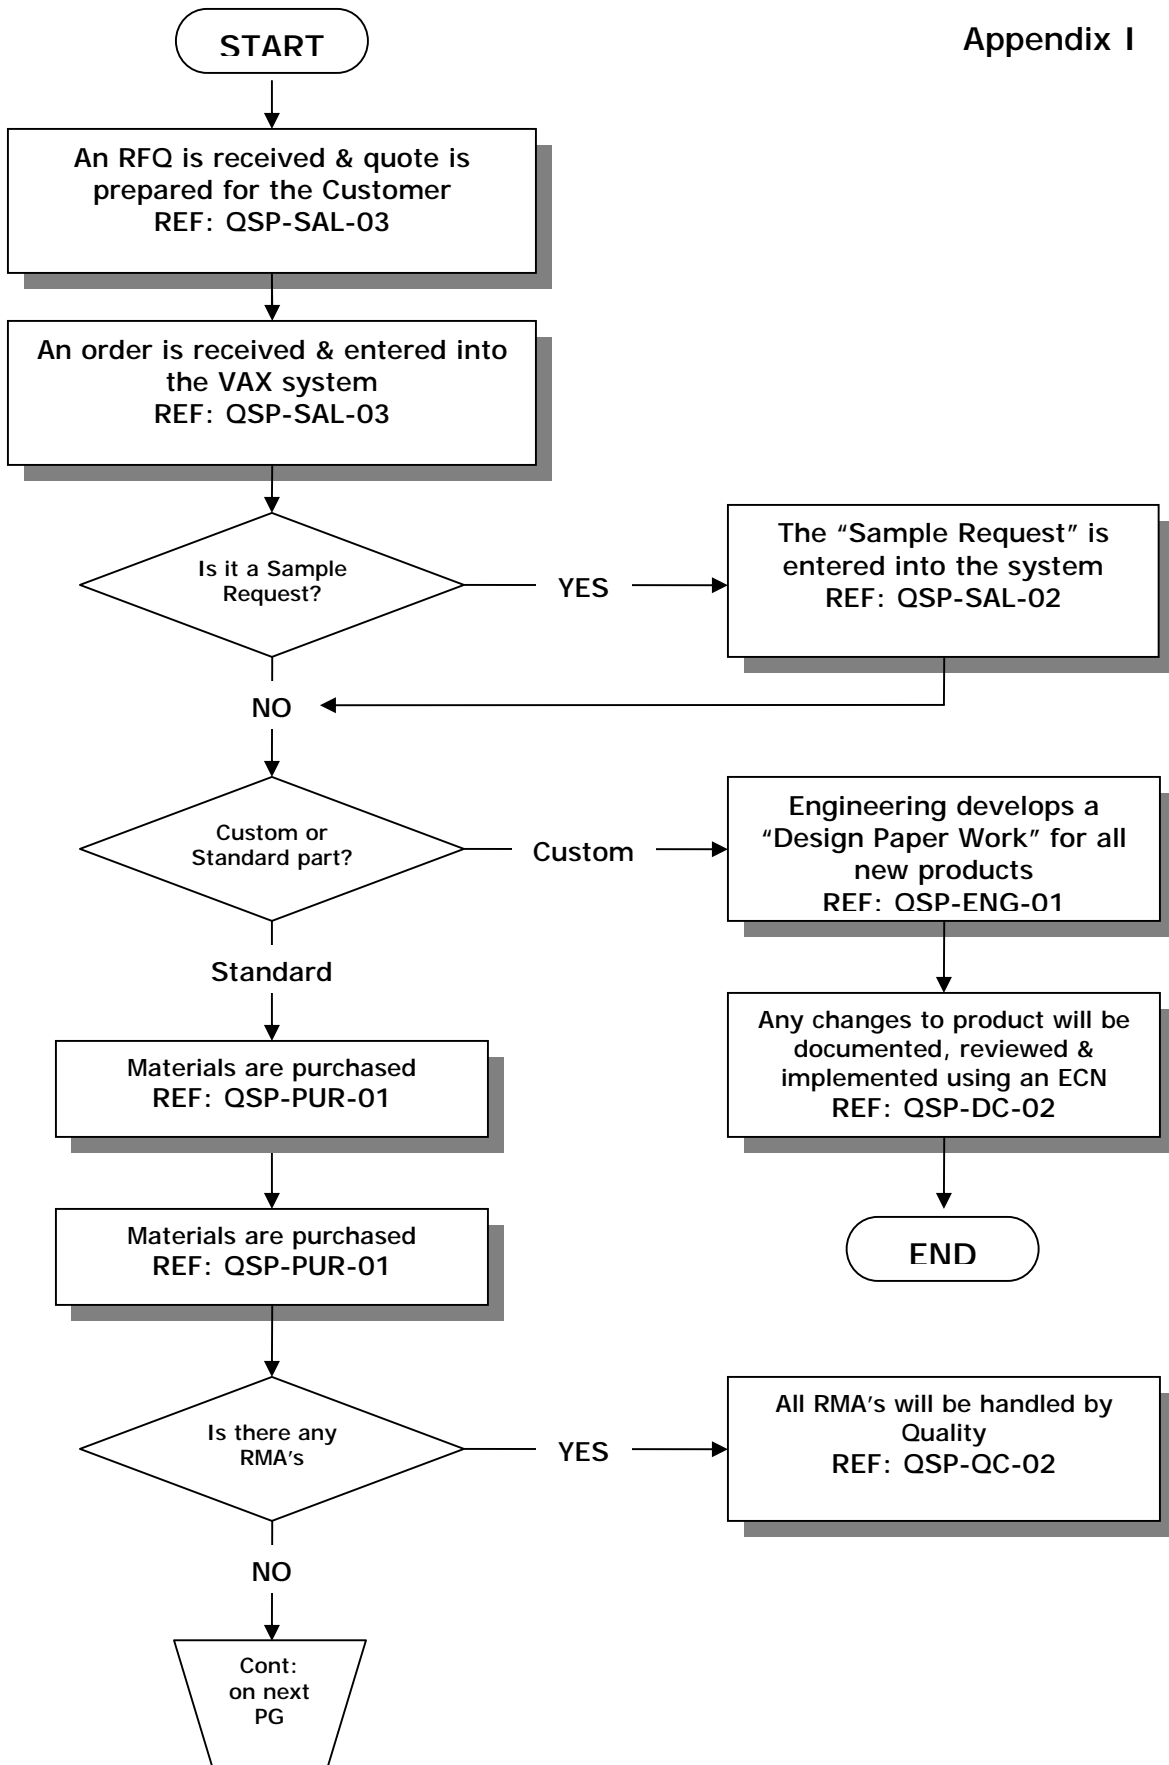 Appendix I
START
An RFQ is received & quote is
prepared for the Customer
REF: QSP-SAL-03
An order is received & entered into
the VAX system
REF: QSP-SAL-03
Is it a Sample
Request?
YES
The “Sample Request” is
entered into the system
REF: QSP-SAL-02
NO
Custom or
Standard part?
Custom
Engineering develops a
“Design Paper Work” for all
new products
REF: QSP-ENG-01
Standard
Any changes to product will be
documented, reviewed &
implemented using an ECN
REF: QSP-DC-02
Materials are purchased
REF: QSP-PUR-01
Materials are purchased
REF: QSP-PUR-01
END
Is there any
RMA's
YES
All RMA's will be handled by
Quality
REF: QSP-QC-02
NO
Cont:
on next
PG